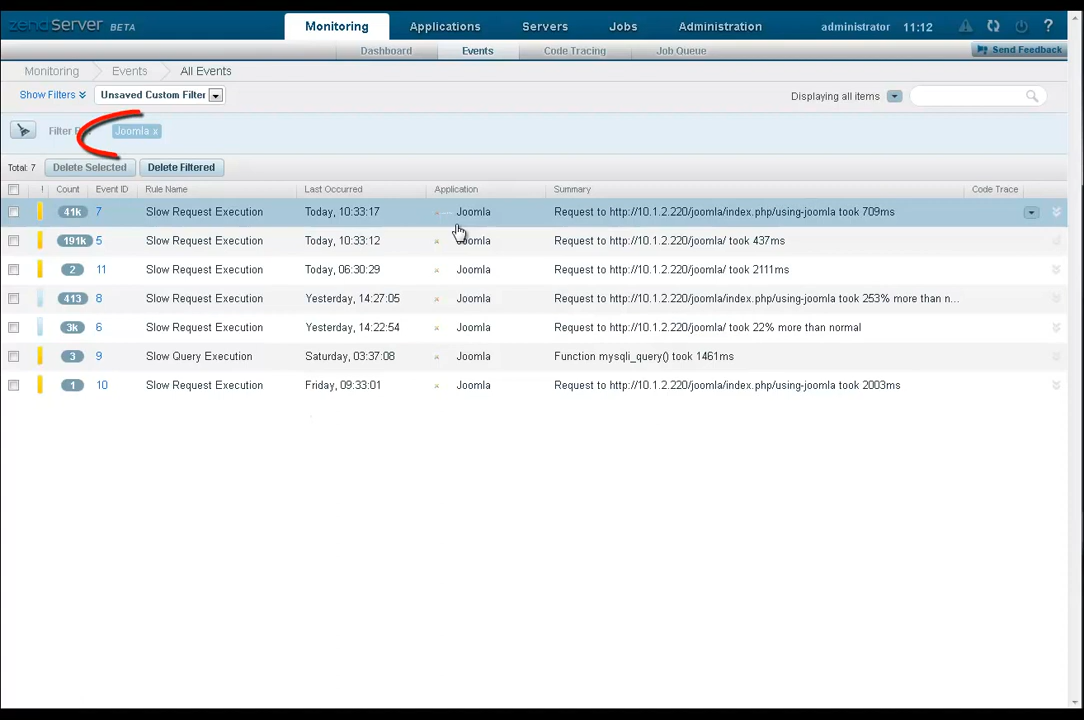 zendServer BETA Monitoring Applications Servers Jobs Administration administrator 11:12 ?
Dashboard Events Code Tracing Job Queue Send Feedback
Monitoring Events All Events
Show Filters Unsaved Custom Filter Displaying all items
Filter Joomla x
Total: 7 Delete Selected Delete Filtered
! Count Event ID Rule Name Last Occurred Application Summary Code Trace
41k 7 Slow Request Execution Today, 10:33:17 Joomla Request to http://10.1.2.220/joomla/index.php/using-joomla took 709ms
191k 5 Slow Request Execution Today, 10:33:12 Joomla Request to http://10.1.2.220/joomla/ took 437ms
2 11 Slow Request Execution Today, 06:30:29 Joomla Request to http://10.1.2.220/joomla/ took 2111ms
413 8 Slow Request Execution Yesterday, 14:27:05 Joomla Request to http://10.1.2.220/joomla/index.php/using-joomla took 253% more than n...
3k 6 Slow Request Execution Yesterday, 14:22:54 Joomla Request to http://10.1.2.220/joomla/ took 22% more than normal
3 9 Slow Query Execution Saturday, 03:37:08 Joomla Function mysqli_query() took 1461ms
1 10 Slow Request Execution Friday, 09:33:01 Joomla Request to http://10.1.2.220/joomla/index.php/using-joomla took 2003ms